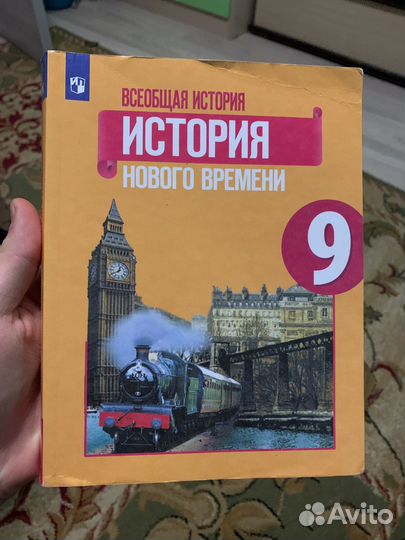 ВСЕОБЩАЯ ИСТОРИЯ
ИСТОРИЯ
НОВОГО ВРЕМЕНИ
9
Avito